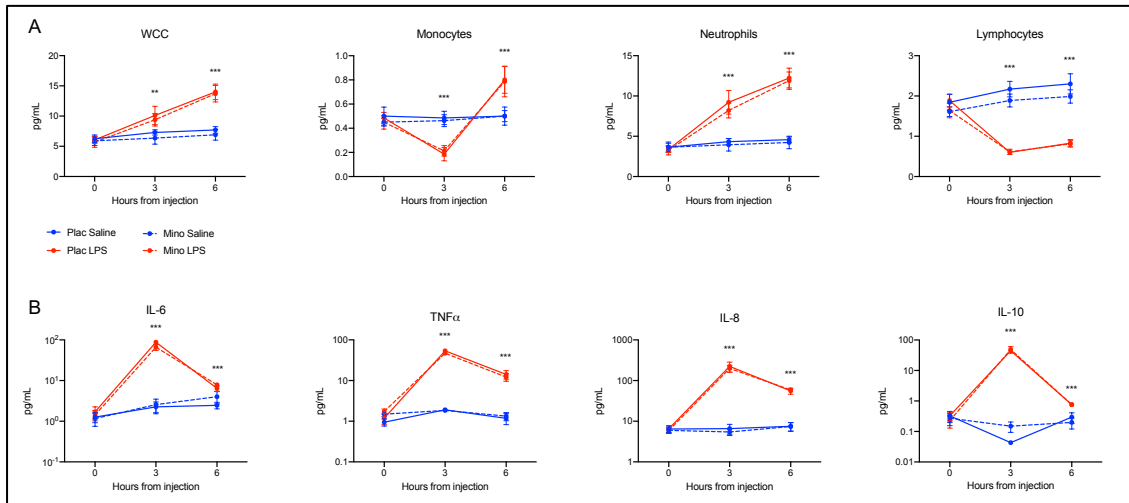 A
WCC
pg/mL
20
15
10
5
0
**
***
0 3 6
Hours from injection
Monocytes
pg/mL
1.0
0.8
0.6
0.4
0.2
0.0
***
***
0 3 6
Hours from injection
Neutrophils
pg/mL
15
10
5
0
***
***
0 3 6
Hours from injection
Lymphocytes
pg/mL
3
2
1
0
***
***
0 3 6
Hours from injection
Plac Saline Mino Saline
Plac LPS Mino LPS
B
IL-6
pg/mL
10²
10¹
10⁰
10⁻¹
***
***
0 3 6
Hours from injection
TNFα
pg/mL
100
10
1
0.1
***
***
0 3 6
Hours from injection
IL-8
pg/mL
1000
100
10
1
***
***
0 3 6
Hours from injection
IL-10
pg/mL
100
10
1
0.1
0.01
***
***
0 3 6
Hours from injection